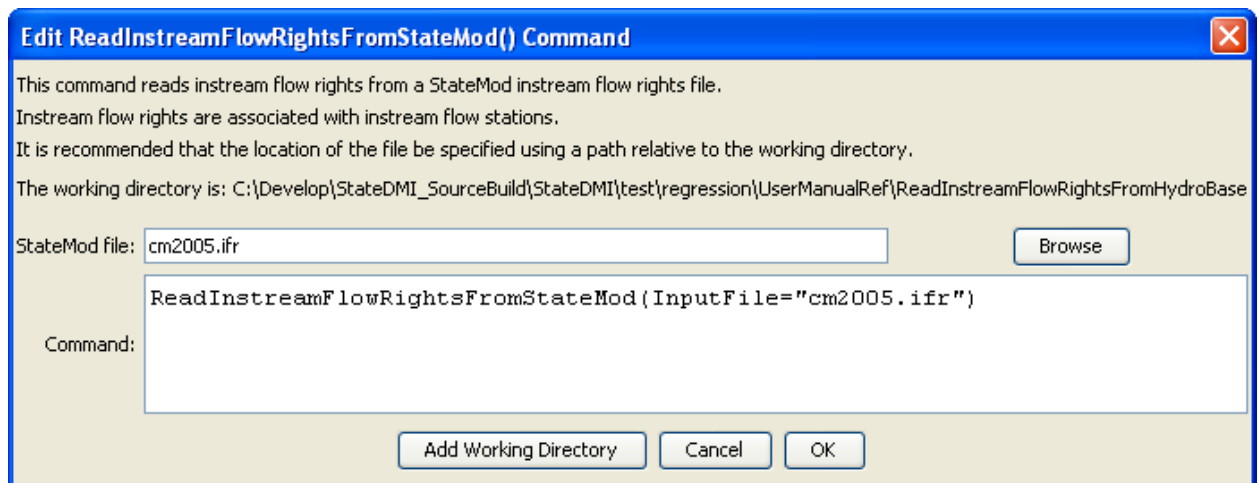 Edit ReadInstreamFlowRightsFromStateMod() Command
This command reads instream flow rights from a StateMod instream flow rights file.
Instream flow rights are associated with instream flow stations.
It is recommended that the location of the file be specified using a path relative to the working directory.
The working directory is: C:\Develop\StateDMI_SourceBuild\StateDMI\test\regression\UserManualRef\ReadInstreamFlowRightsFromHydroBase
StateMod file: cm2005.ifr Browse
ReadInstreamFlowRightsFromStateMod(InputFile="cm2005.ifr")
Command:
Add Working Directory Cancel OK